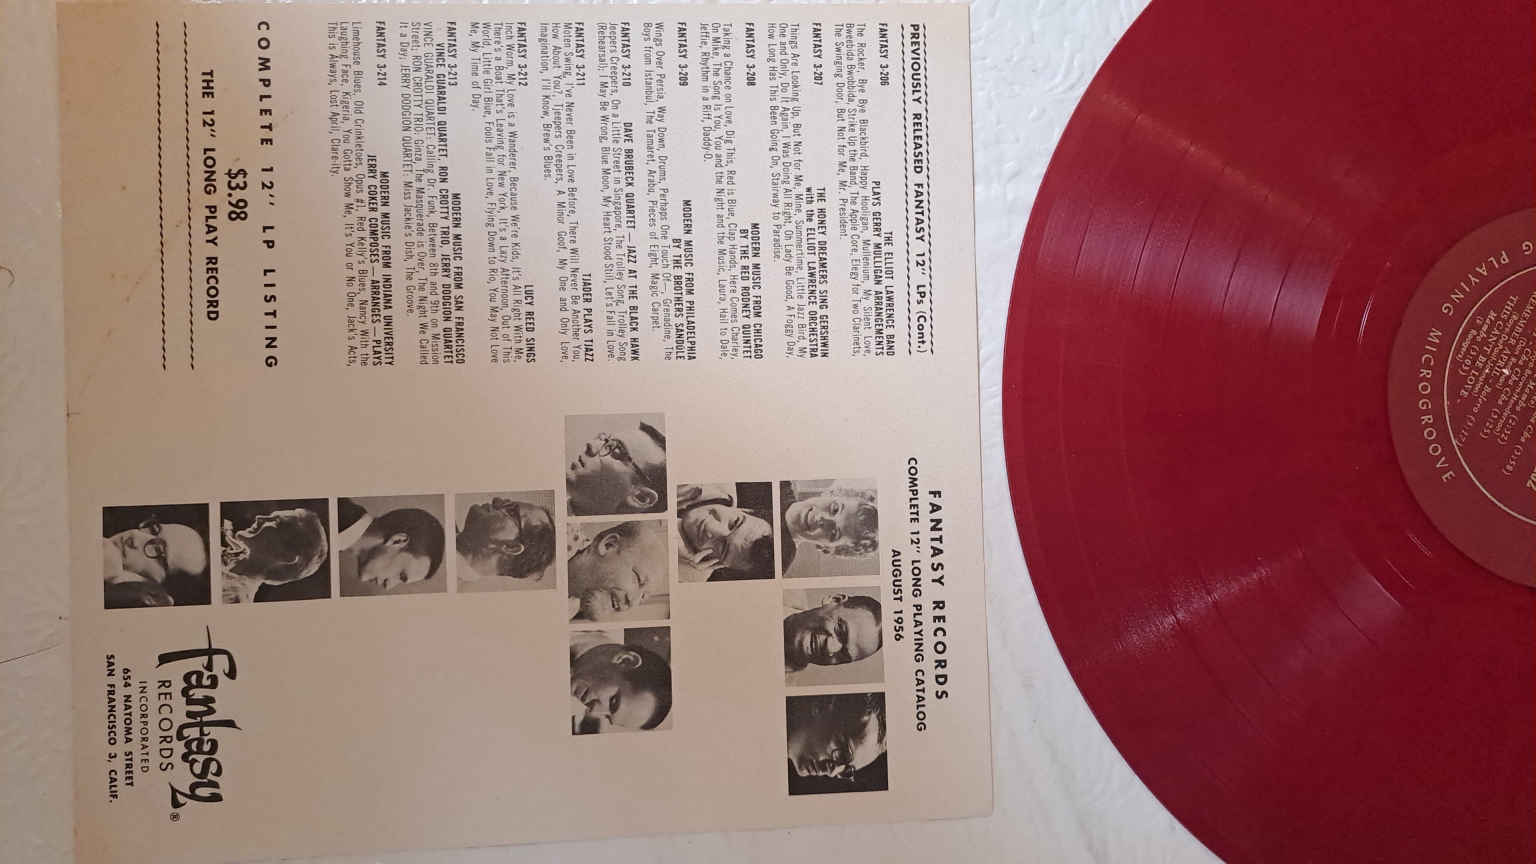 PREVIOUSLY RELEASED FANTASY 12" LPs (Cont.)
FANTASY 3-206 THE ELLIOT LAWRENCE BAND
PLAYS GERRY MULLIGAN ARRANGEMENTS
The Rocker, Bye Bye Blackbird, Happy Hooligan, Mullenium, My Silent Love,
Bweebida Bwobbida, Strike Up the Band, The Apple Core, Elegy for Two Clarinets,
The Swinging Door, But Not for Me, Mr. President.
FANTASY 3-207 THE HONEY DREAMERS SING GERSHWIN
with the ELLIOT LAWRENCE ORCHESTRA
Things Are Looking Up, But Not for Me, Mine, Summertime, Little Jazz Bird, My
One and Only, Do It Again, I Was Doing All Right, Oh Lady Be Good, A Foggy Day,
How Long Has This Been Going On, Stairway to Paradise.
FANTASY 3-208 MODERN MUSIC FROM CHICAGO
BY THE RED RODNEY QUINTET
Taking a Chance on Love, Dig This, Red is Blue, Clap Hands, Here Comes Charley,
On Mike, The Song Is You, You and the Night and the Music, Laura, Hail to Dale,
Jeffie, Rhythm in a Riff, Daddy-O.
FANTASY 3-209 MODERN MUSIC FROM PHILADELPHIA
BY THE BROTHERS SANDOLE
Wings Over Persia, Way Down, Drums, Perhaps One Touch Of—, Grenadine, The
Boys from Istanbul, The Tamaret, Arabu, Pieces of Eight, Magic Carpet.
FANTASY 3-210 DAVE BRUBECK QUARTET — JAZZ AT THE BLACK HAWK
Jeepers Creepers, On a Little Street in Singapore, The Trolley Song, Trolley Song
(Rehearsal), I May Be Wrong, Blue Moon, My Heart Stood Still, Let's Fall in Love.
FANTASY 3-211 TJADER PLAYS TJAZZ
Moten Swing, I've Never Been in Love Before, There Will Never Be Another You,
How About You?, Tjeepers Creepers, A Minor Goof, My One and Only Love,
Imagination, I'll Know, Brew's Blues.
FANTASY 3-212 LUCY REED SINGS
Inch Worm, My Love is a Wanderer, Because We're Kids, It's All Right With Me,
There's a Boat That's Leaving for New York, It's a Lazy Afternoon, Out of This
World, Little Girl Blue, Fools Fall in Love, Flying Down to Rio, You May Not Love
Me, My Time of Day.
FANTASY 3-213 MODERN MUSIC FROM SAN FRANCISCO
VINCE GUARALDI QUARTET, RON CROTTY TRIO, JERRY DODGION QUARTET
VINCE GUARALDI QUARTET: Calling Dr. Funk, Between 8th and 9th on Mission
Street; RON CROTTY TRIO: Ginza, The Masquerade is Over, The Night We Called
It a Day; JERRY DODGION QUARTET: Miss Jackie's Dish, The Groove.
FANTASY 3-214 MODERN MUSIC FROM INDIANA UNIVERSITY
JERRY COKER COMPOSES — ARRANGES — PLAYS
Limehouse Blues, Old Crinkletoes, Opus #1, Red Kelly's Blues, Nancy With the
Laughing Face, Kigeria, You Gotta Show Me, It's You or No One, Jack's Acts,
This is Always, Lost April, Clare-ity.
COMPLETE 12" LP LISTING
$3.98
THE 12" LONG PLAY RECORD
FANTASY RECORDS
COMPLETE 12" LONG PLAYING CATALOG
AUGUST 1956
Fantasy ®
RECORDS
INCORPORATED
654 NATOMA STREET
SAN FRANCISCO 3, CALIF.
G PLAYING MICROGROOVE